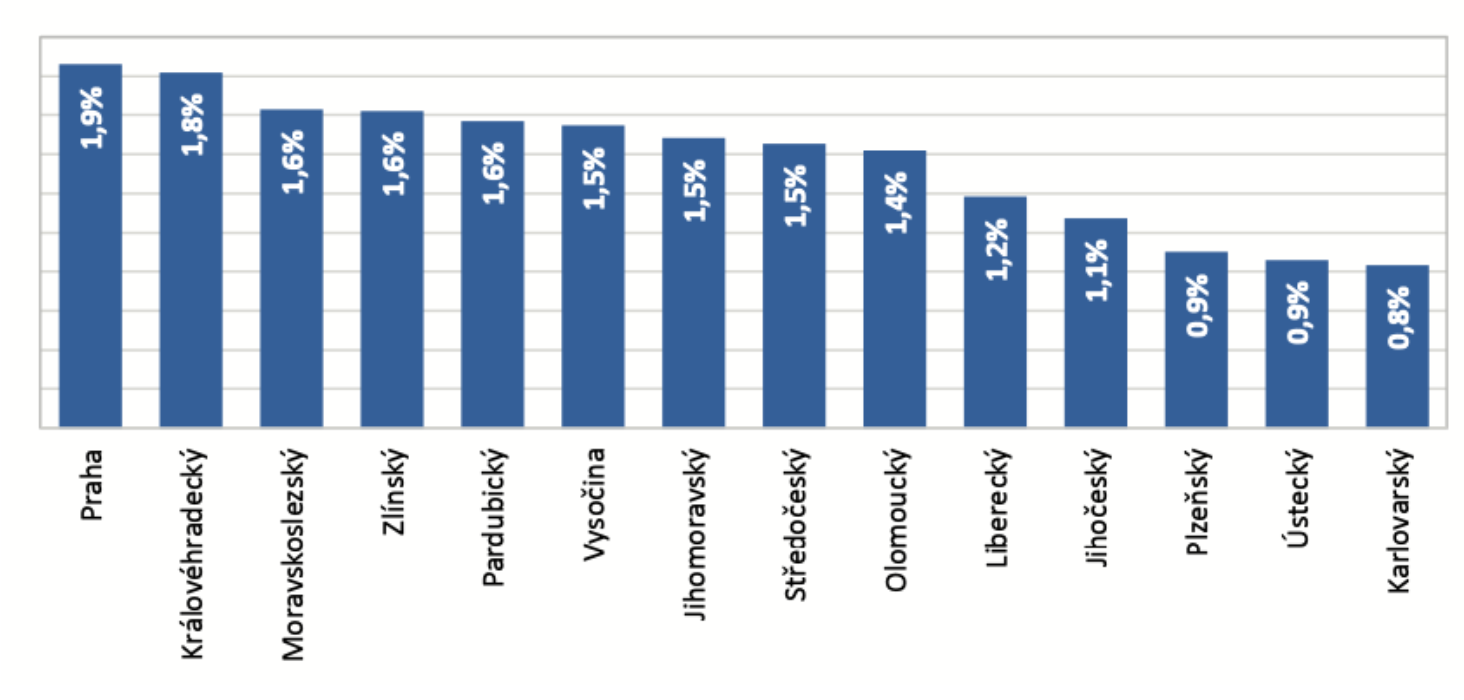 1,9%
1,8%
1,6%
1,6%
1,6%
1,5%
1,5%
1,5%
1,4%
1,2%
1,1%
0,9%
0,9%
0,8%
Praha
Královéhradecký
Moravskoslezský
Zlínský
Pardubický
Vysočina
Jihomoravský
Středočeský
Olomoucký
Liberecký
Jihočeský
Plzeňský
Ústecký
Karlovarský